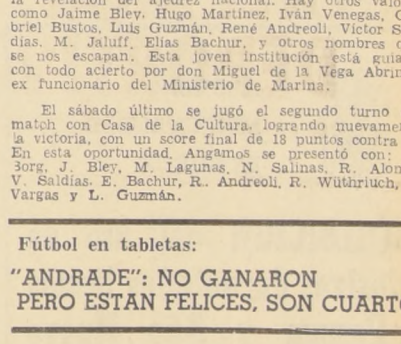 la revelación del ajedrez nacional. Hay otros valo
como Jaime Bley, Hugo Martínez, Iván Venegas, G
briel Bustos, Luis Guzmán, René Andreoli, Víctor S
días, M. Jaluff, Elías Bachur, y otros nombres q
se nos escapan. Esta joven institución está guia
con todo acierto por don Miguel de la Vega Abrin
ex funcionario del Ministerio de Marina.
El sábado último se jugó el segundo turno
match con Casa de la Cultura, logrando nuevame
la victoria, con un score final de 18 puntos contra
En esta oportunidad, Angamos se presentó con:
Borg, J. Bley, M. Lagunas, N. Salinas, R. Alon
V. Saldías, E. Bachur, R. Andreoli, R. Wüthriuch,
Vargas y L. Guzmán.
Fútbol en tabletas:
"ANDRADE": NO GANARON
PERO ESTAN FELICES, SON CUARTO